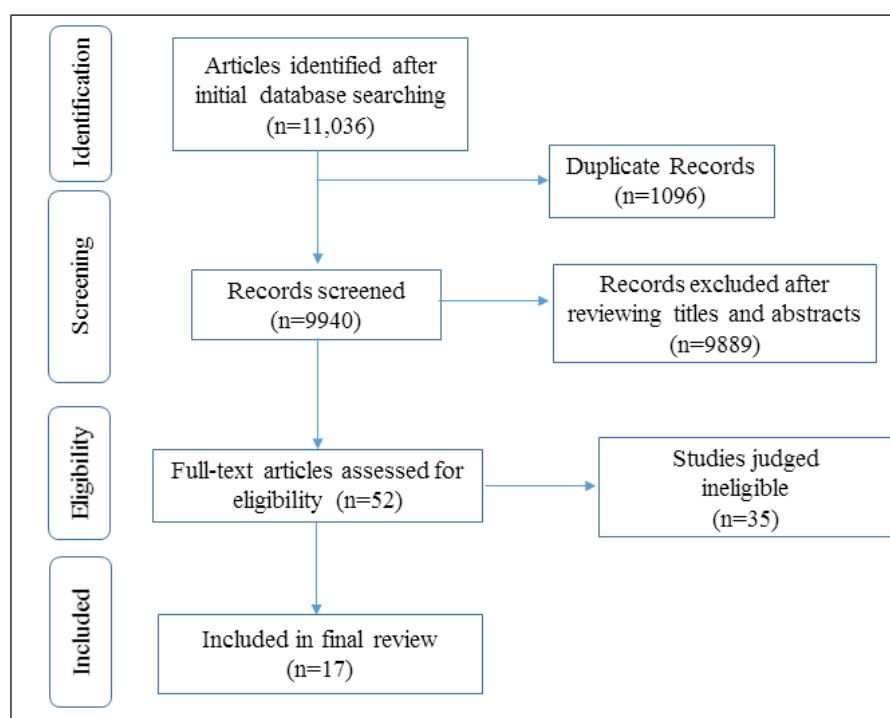 Identification
Articles identified after
initial database searching
(n=11,036)
Duplicate Records
(n=1096)
Screening
Records screened
(n=9940)
Records excluded after
reviewing titles and abstracts
(n=9889)
Eligibility
Full-text articles assessed for
eligibility (n=52)
Studies judged
ineligible
(n=35)
Included
Included in final review
(n=17)